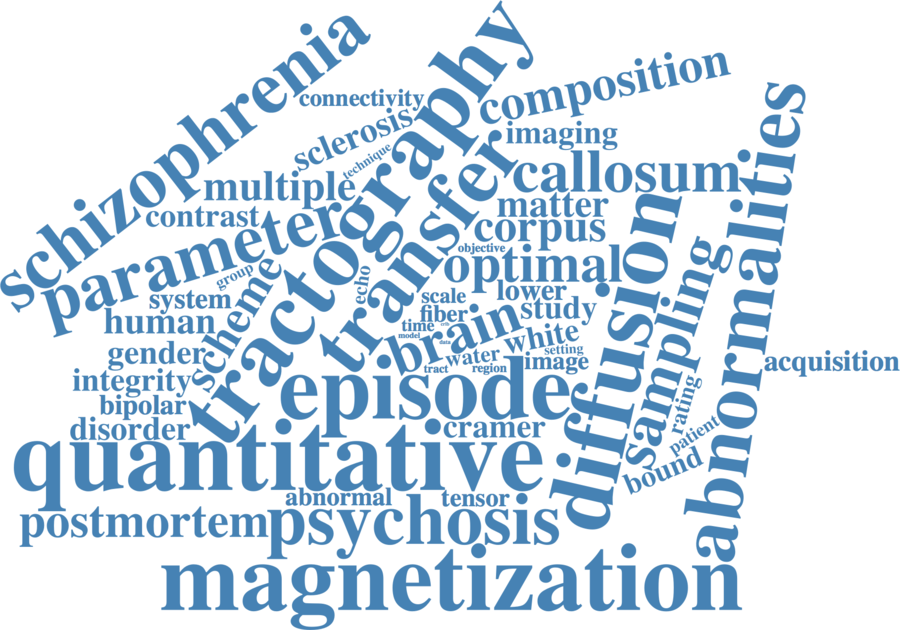 schizophrenia
tractography
connectivity
composition
sclerosis
imaging
technique
multiple
transfer
callosum
abnormalities
contrast
parameter
matter
corpus
objective
diffusion
group
echo
optimal
system
scheme
scale
lower
sampling
human
fiber
study
time
brain
white
model
data
gender
water
setting
tract
region
image
acquisition
integrity
episode
rating
bipolar
disorder
cramer
patient
quantitative
bound
abnormal
tensor
postmortem
psychosis
magnetization